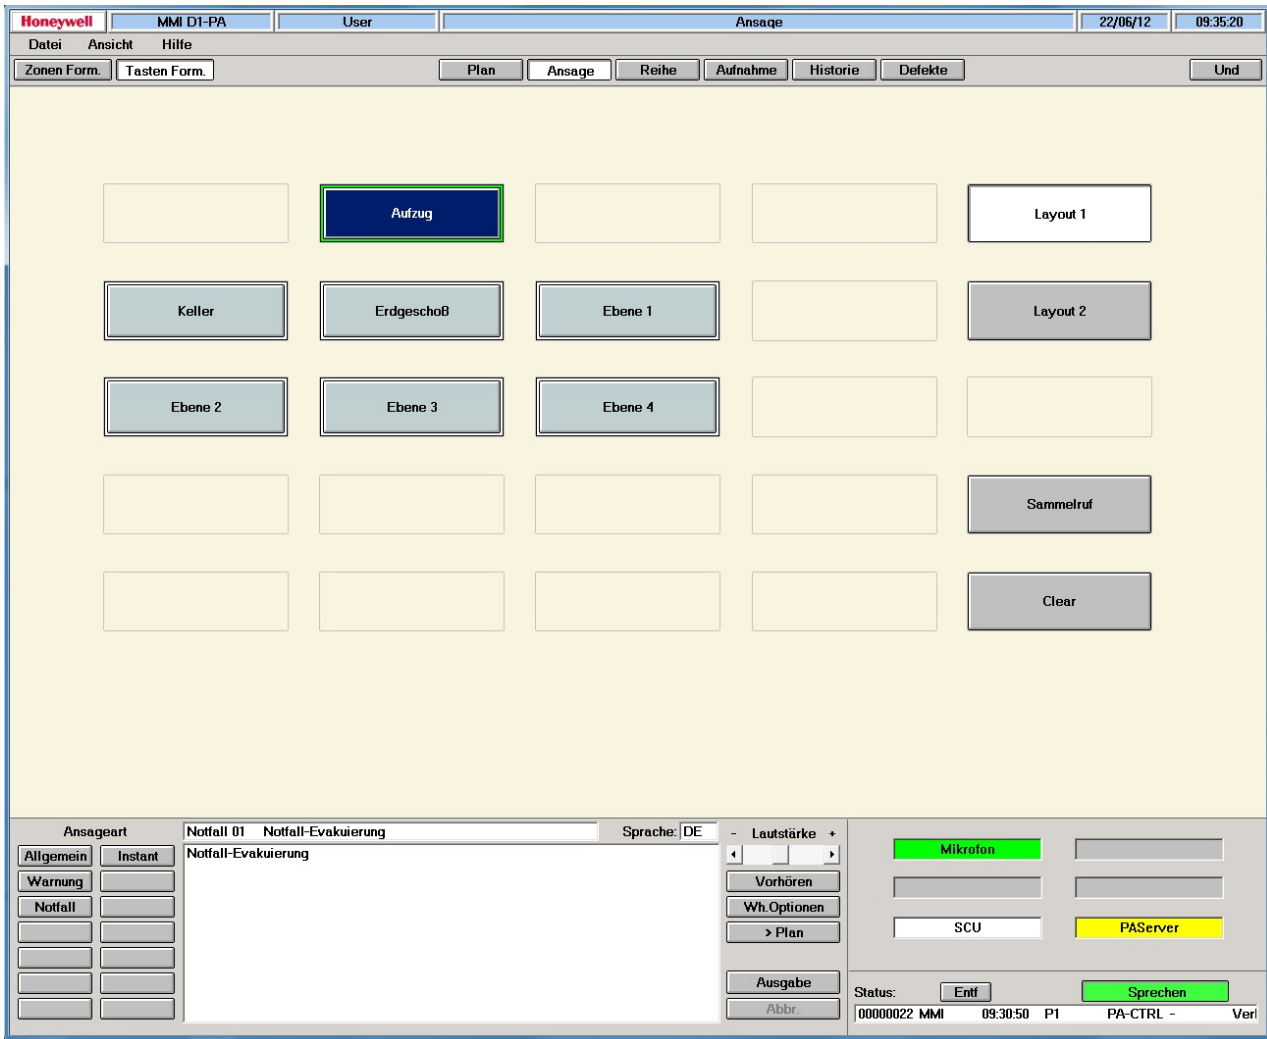 Honeywell MMI D1-PA User Ansage 22/06/12 09:35:20
Datei Ansicht Hilfe
Zonen Form. Tasten Form. Plan Ansage Reihe Aufnahme Historie Defekte Und
Aufzug Layout 1
Keller Erdgeschoß Ebene 1 Layout 2
Ebene 2 Ebene 3 Ebene 4
Sammelruf
Clear
Ansageart Notfall 01 Notfall-Evakuierung Sprache: DE - Lautstärke +
Allgemein Instant Notfall-Evakuierung Mikrofon
Warnung Vorhören
Notfall Wh.Optionen
> Plan SCU PAServer
Ausgabe Status: Entf Sprechen
Abbr. 00000022 MMI 09:30:50 P1 PA-CTRL - Verl